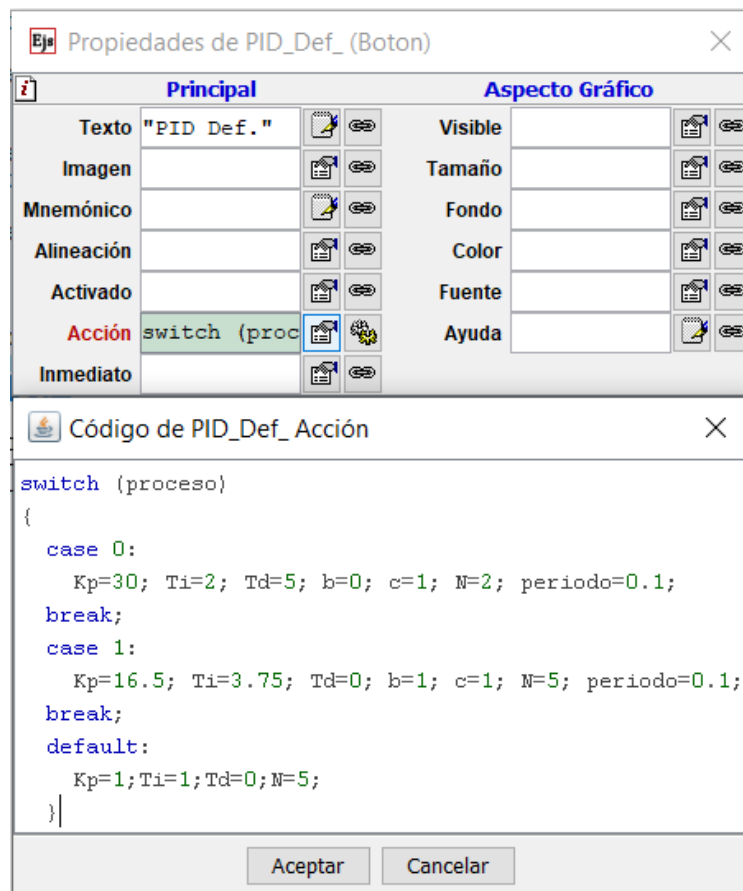 Ejs Propiedades de PID_Def_ (Boton)
i Principal Aspecto Gráfico
Texto "PID Def." Visible
Imagen Tamaño
Mnemónico Fondo
Alineación Color
Activado Fuente
Acción switch (proc Ayuda
Inmediato
Código de PID_Def_ Acción
switch (proceso)
{
  case 0:
    Kp=30; Ti=2; Td=5; b=0; c=1; N=2; periodo=0.1;
  break;
  case 1:
    Kp=16.5; Ti=3.75; Td=0; b=1; c=1; N=5; periodo=0.1;
  break;
  default:
    Kp=1;Ti=1;Td=0;N=5;
  }
Aceptar Cancelar